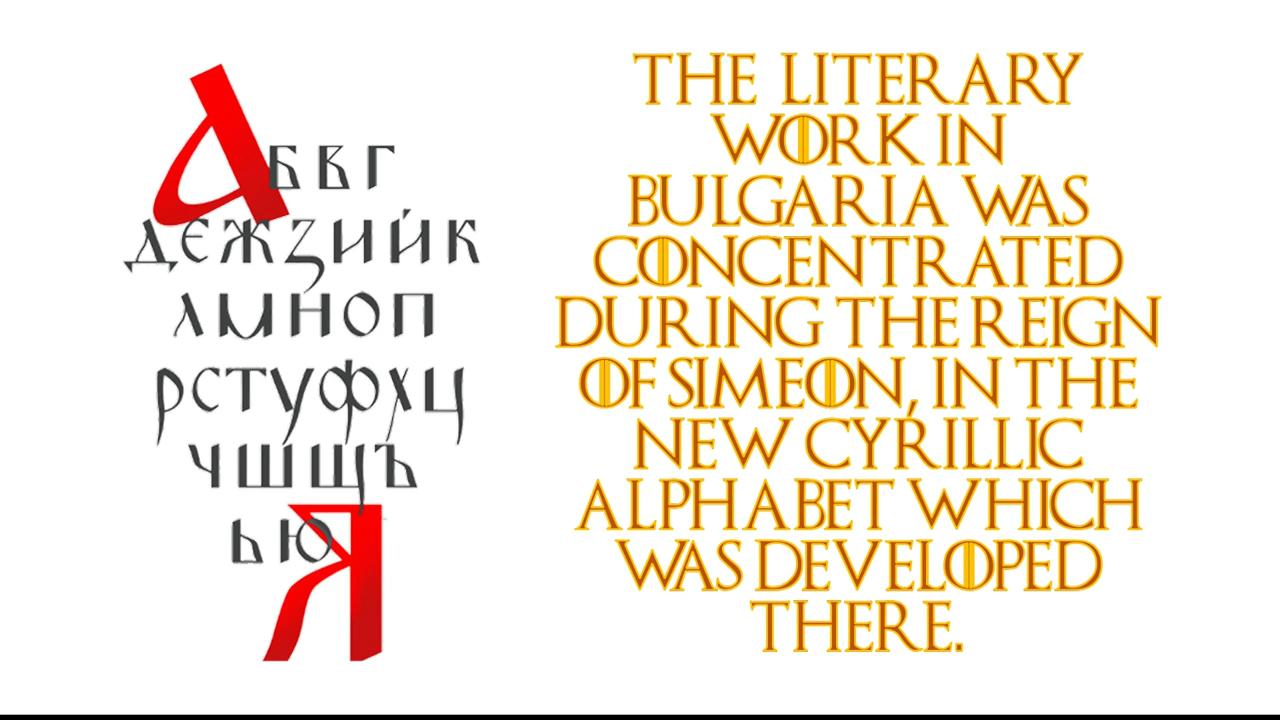 А б в г
д е ж з и й к
л м н о п
р с т у ф х ц
ч ш щ ъ
ь ю Я
THE LITERARY
WORK IN
BULGARIA WAS
CONCENTRATED
DURING THE REIGN
OF SIMEON, IN THE
NEW CYRILLIC
ALPHABET WHICH
WAS DEVELOPED
THERE.